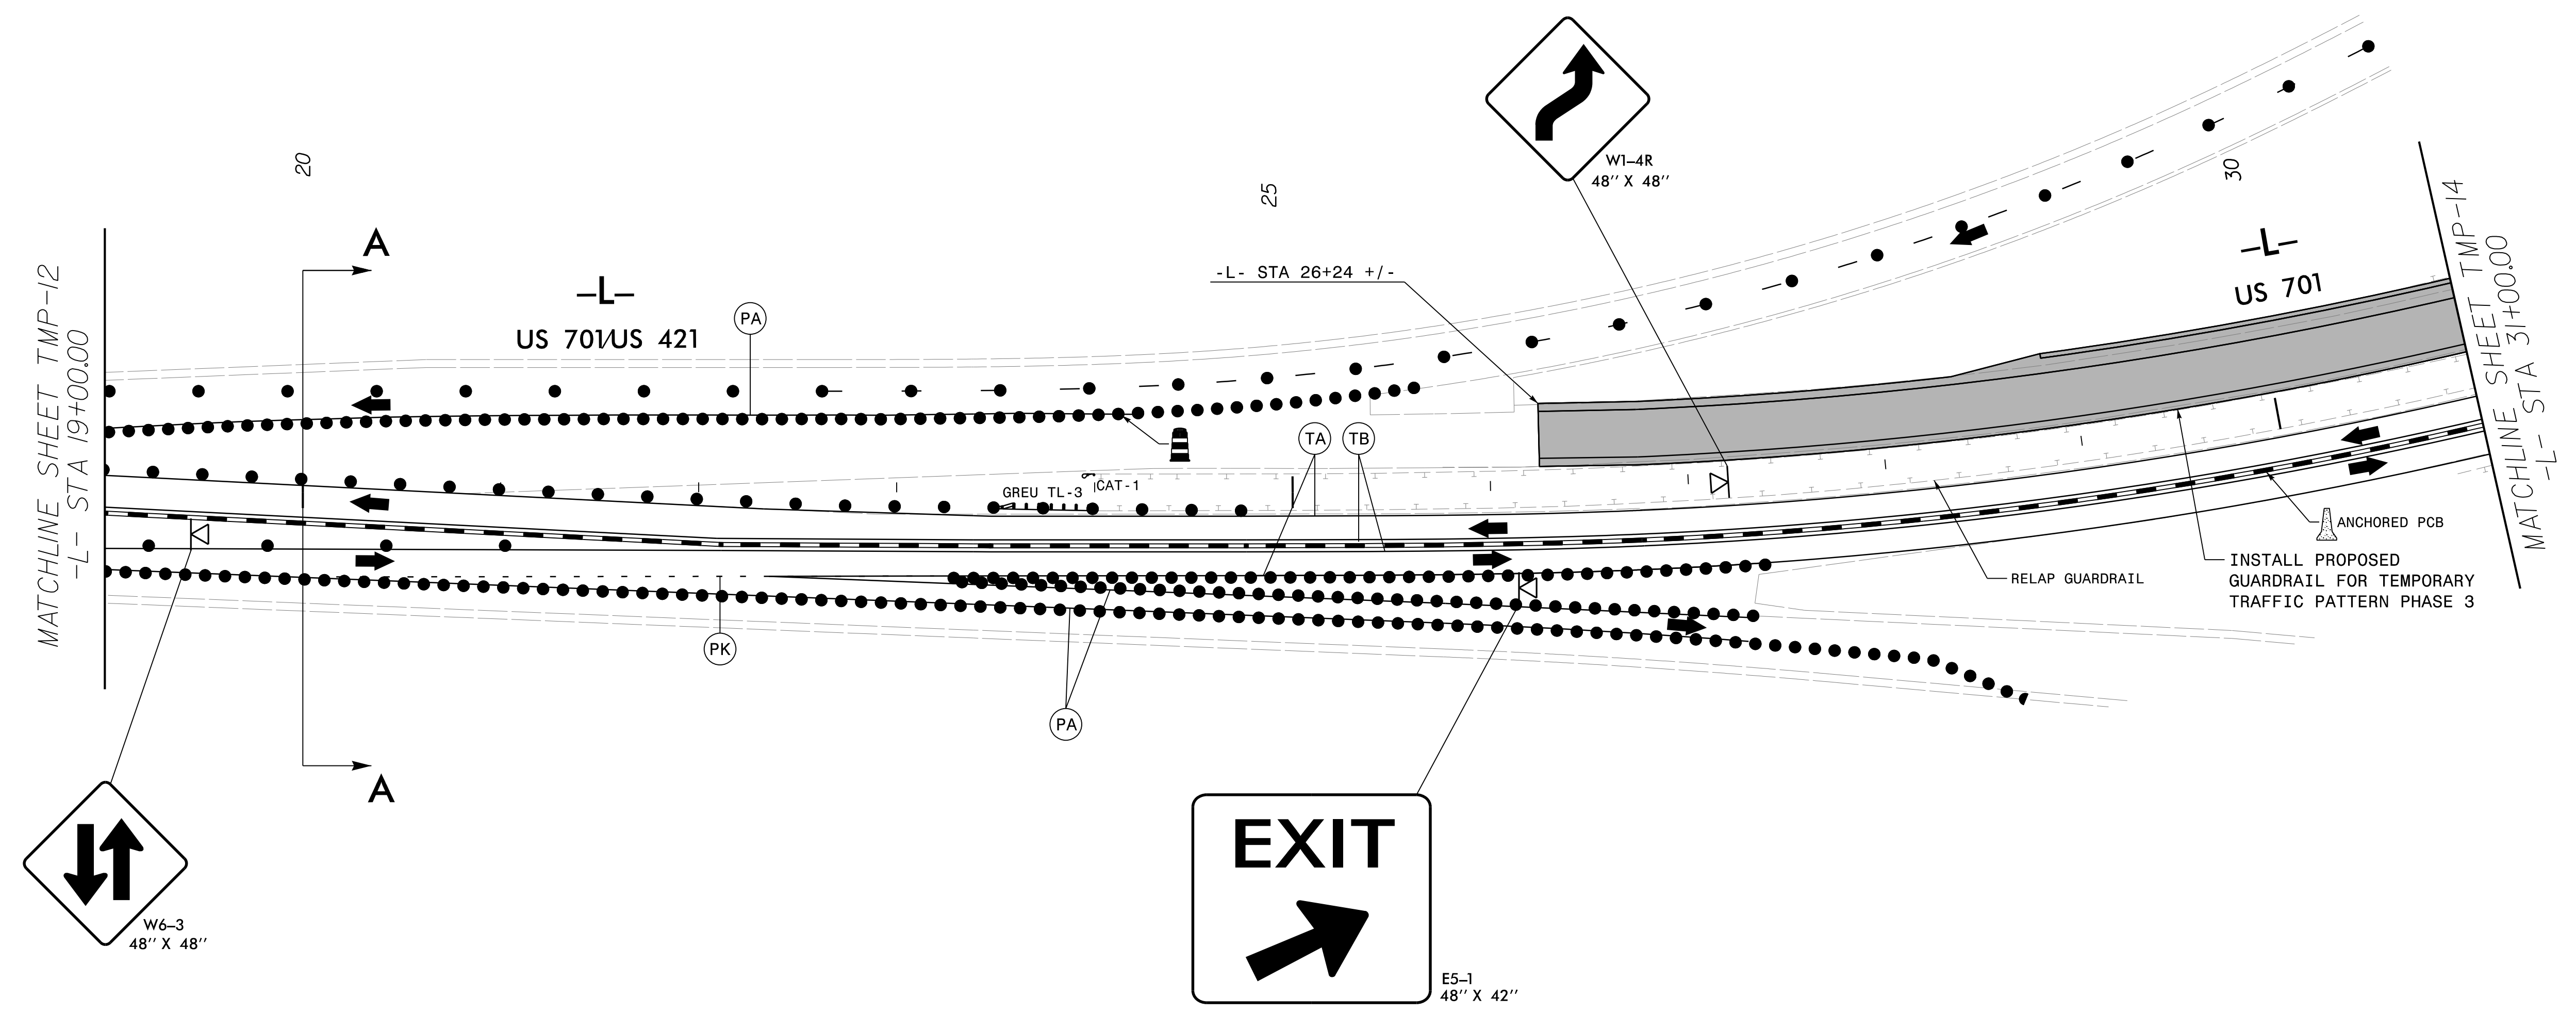 MATCHLINE SHEET TMP-12
-L- STA 19+00.00
20
A
A
–L–
US 701/US 421
PA
25
-L- STA 26+24 +/-
W1–4R
48" X 48"
30
–L–
US 701
MATCHLINE SHEET TMP-14
-L- STA 31+00.00
TA
TB
GREU TL-3
CAT-1
ANCHORED PCB
INSTALL PROPOSED
GUARDRAIL FOR TEMPORARY
TRAFFIC PATTERN PHASE 3
RELAP GUARDRAIL
PK
PA
W6–3
48" X 48"
EXIT
E5–1
48" X 42"